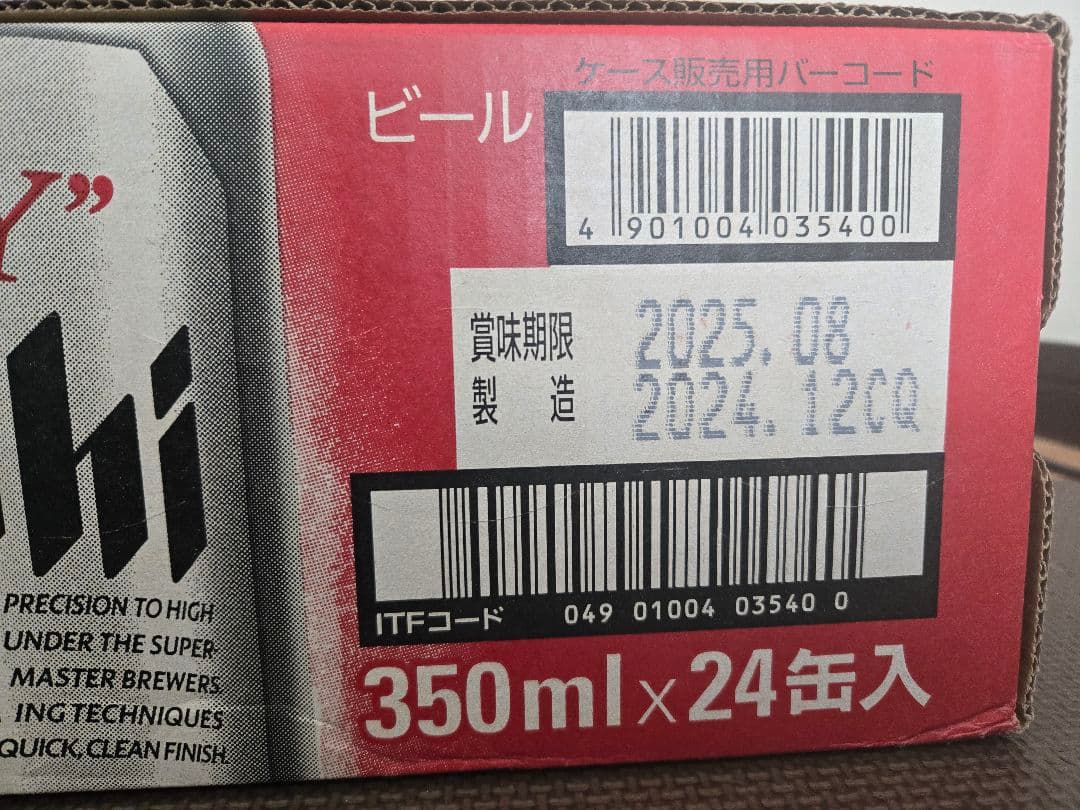 Y”
hi
PRECISION TO HIGH
UNDER THE SUPER-
MASTER BREWERS
INGTECHNIQUES
QUICK, CLEAN FINISH.
ビール
ケース販売用バーコード
4 901004 035400
賞味期限 2025.08
製造 2024.12CQ
ITFコード 049 01004 03540 0
350ml×24缶入